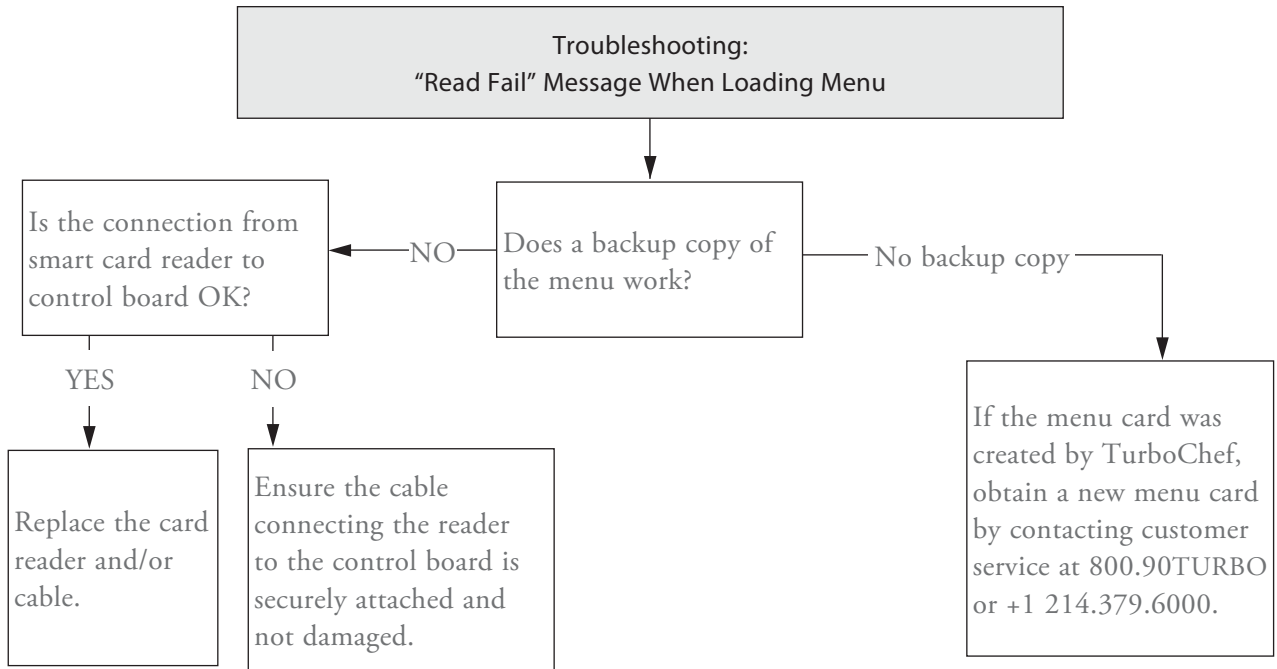 Troubleshooting:
“Read Fail” Message When Loading Menu
Is the connection from
smart card reader to
control board OK?
NO
Does a backup copy of
the menu work?
No backup copy
YES
NO
Replace the card
reader and/or
cable.
Ensure the cable
connecting the reader
to the control board is
securely attached and
not damaged.
If the menu card was
created by TurboChef,
obtain a new menu card
by contacting customer
service at 800.90TURBO
or +1 214.379.6000.